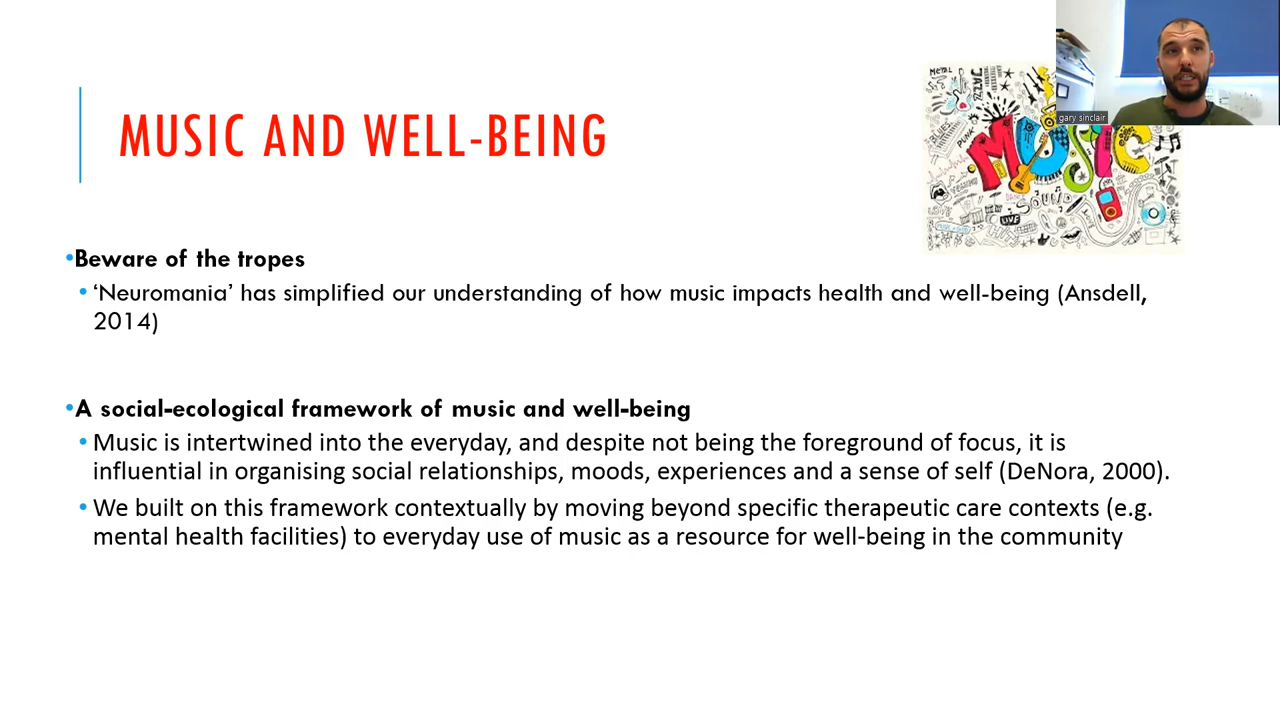 METAL
JAZZ
BLUES
PUNK
MUSIC
SOUND
LIVE
HITS
gary sinclair
MUSIC AND WELL-BEING
•Beware of the tropes
• ‘Neuromania’ has simplified our understanding of how music impacts health and well-being (Ansdell,
2014)
•A social-ecological framework of music and well-being
• Music is intertwined into the everyday, and despite not being the foreground of focus, it is
influential in organising social relationships, moods, experiences and a sense of self (DeNora, 2000).
• We built on this framework contextually by moving beyond specific therapeutic care contexts (e.g.
mental health facilities) to everyday use of music as a resource for well-being in the community